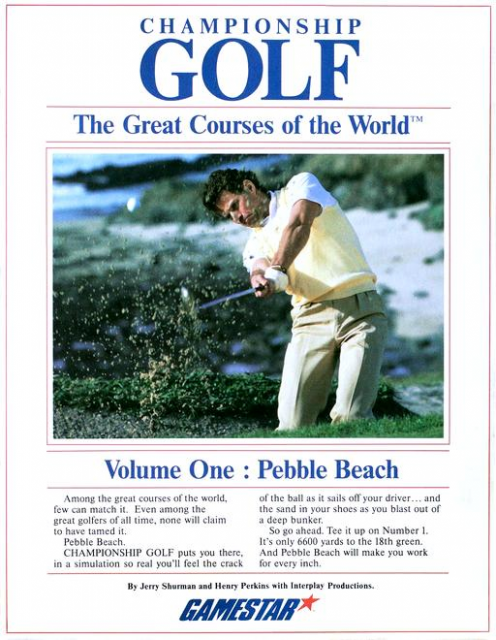 CHAMPIONSHIP
GOLF
The Great Courses of the World™
Volume One : Pebble Beach
Among the great courses of the world,
few can match it. Even among the
great golfers of all time, none will claim
to have tamed it.
Pebble Beach.
CHAMPIONSHIP GOLF puts you there,
in a simulation so real you'll feel the crack
of the ball as it sails off your driver... and
the sand in your shoes as you blast out of
a deep bunker.
So go ahead. Tee it up on Number 1.
It's only 6600 yards to the 18th green.
And Pebble Beach will make you work
for every inch.
By Jerry Shurman and Henry Perkins with Interplay Productions.
GAMESTAR